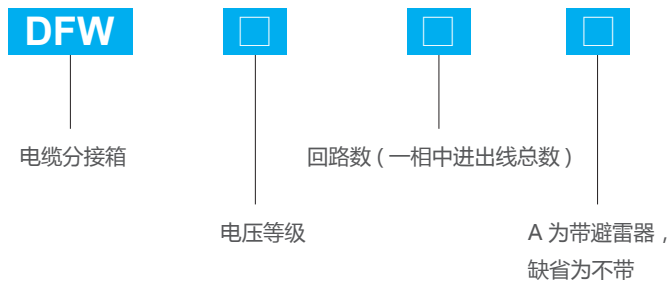 DFW □ □ □
电缆分接箱
回路数 ( 一相中进出线总数 )
电压等级
A 为带避雷器 ,
缺省为不带